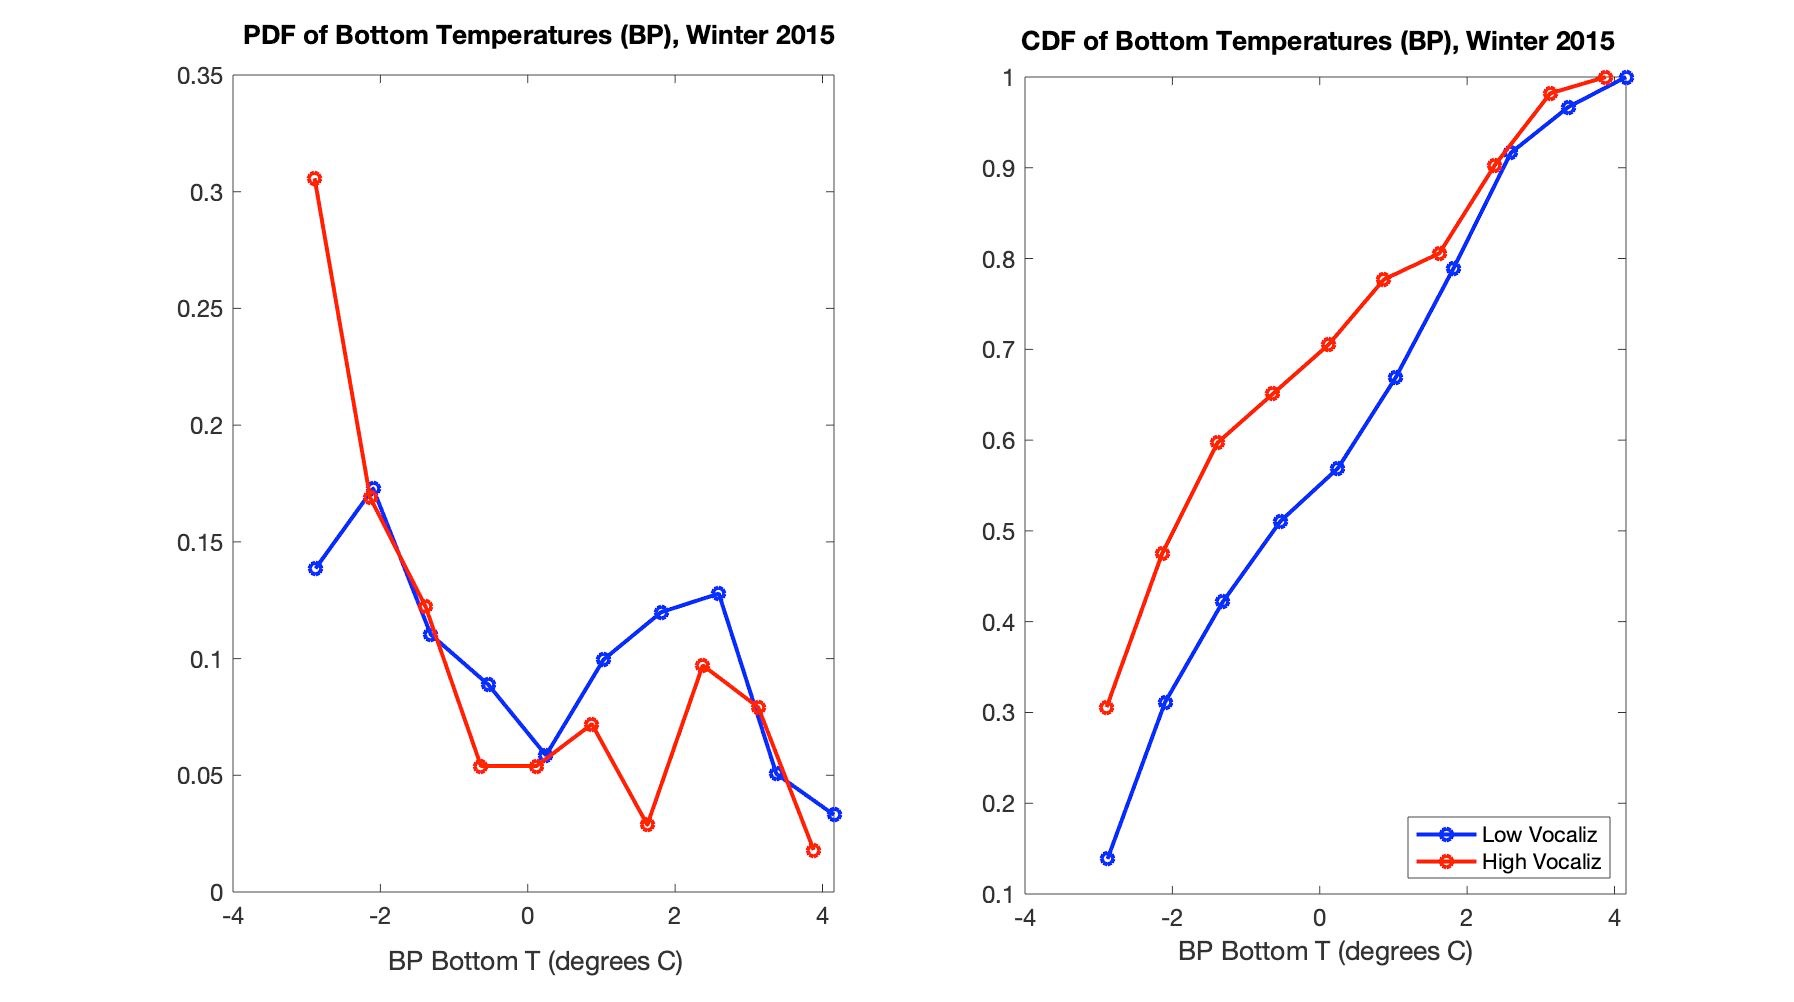 PDF of Bottom Temperatures (BP), Winter 2015
0.35
0.3
0.25
0.2
0.15
0.1
0.05
0
-4 -2 0 2 4
BP Bottom T (degrees C)
CDF of Bottom Temperatures (BP), Winter 2015
1
0.9
0.8
0.7
0.6
0.5
0.4
0.3
0.2
0.1
Low Vocaliz
High Vocaliz
-4 -2 0 2 4
BP Bottom T (degrees C)